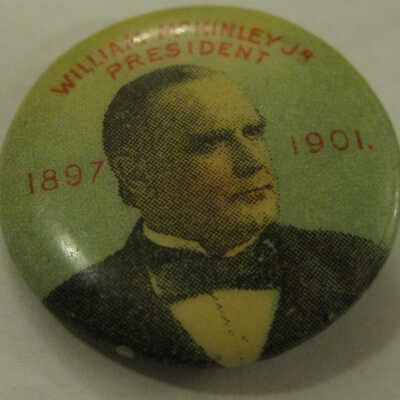 WILLIAM MCKINLEY JR
PRESIDENT
1897 1901.